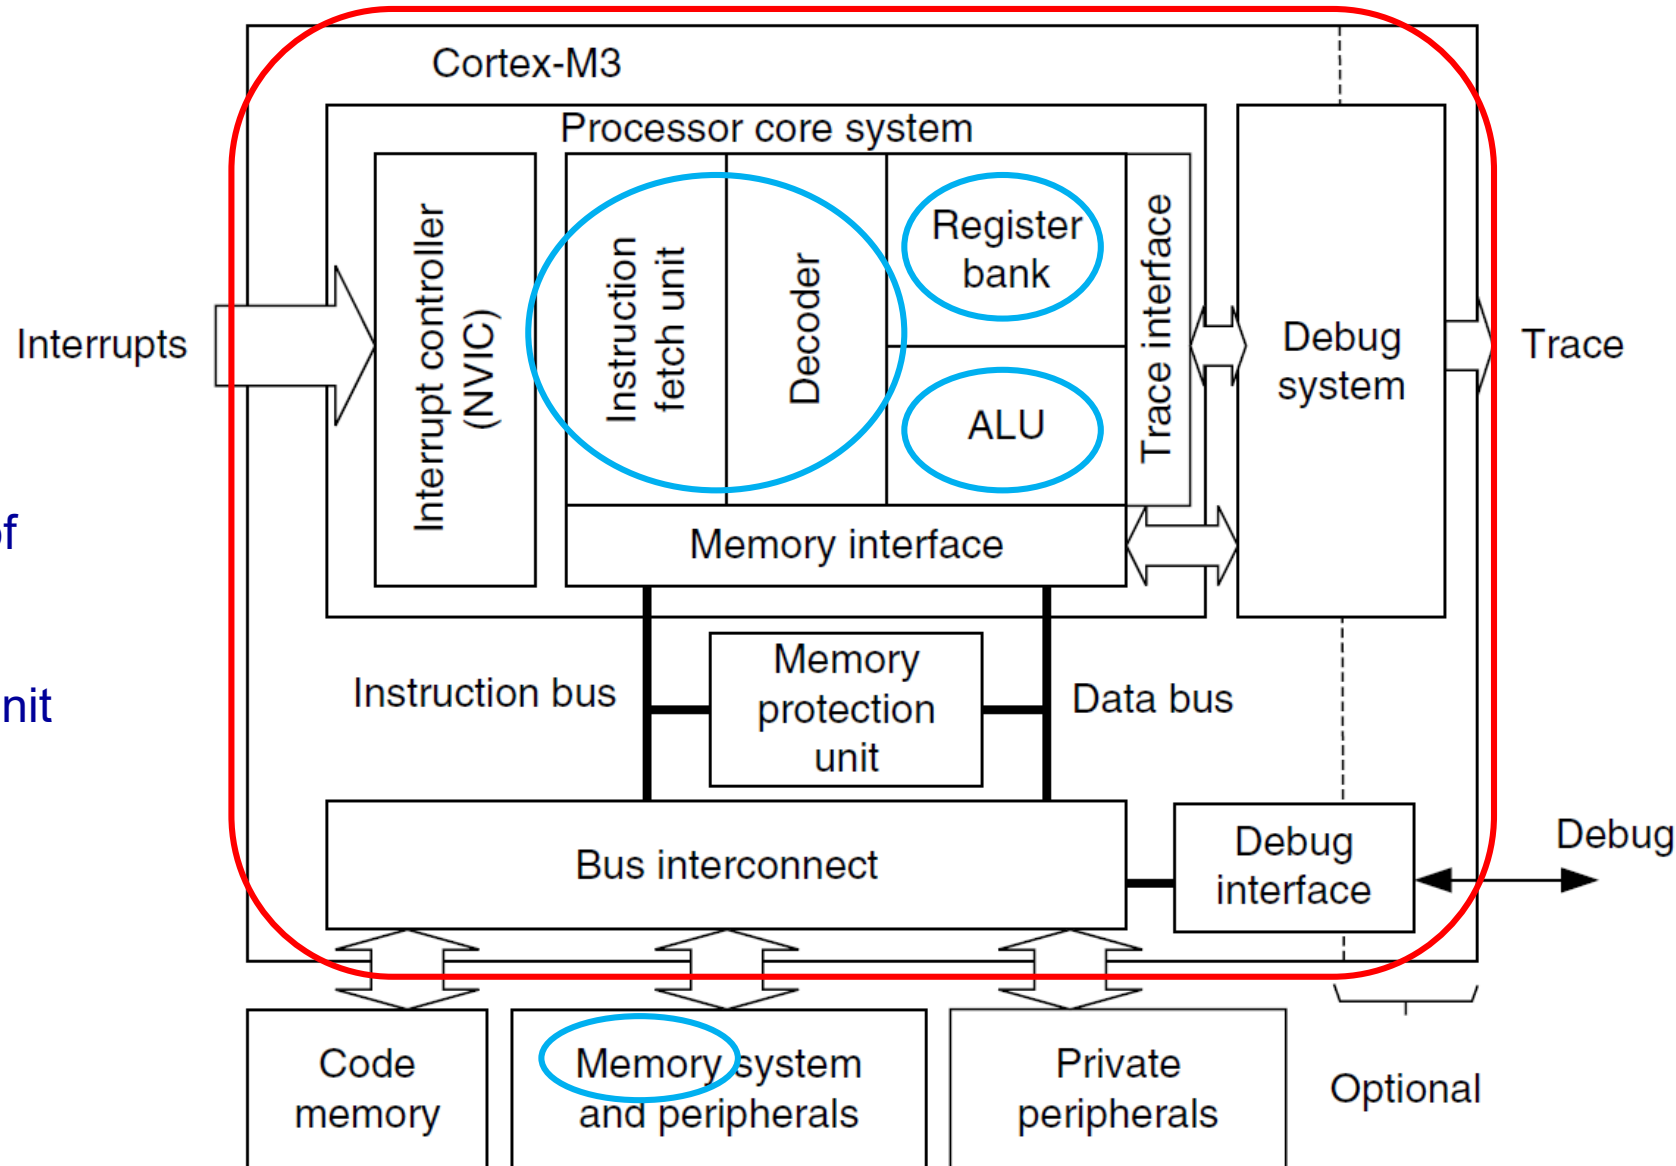 Cortex-M3
Processor core system
Interrupts
Interrupt controller
(NVIC)
Instruction
fetch unit
Decoder
Register
bank
ALU
Trace interface
Debug
system
Trace
of
Memory interface
nit
Instruction bus
Memory
protection
unit
Data bus
Bus interconnect
Debug
interface
Debug
Code
memory
Memory system
and peripherals
Private
peripherals
Optional